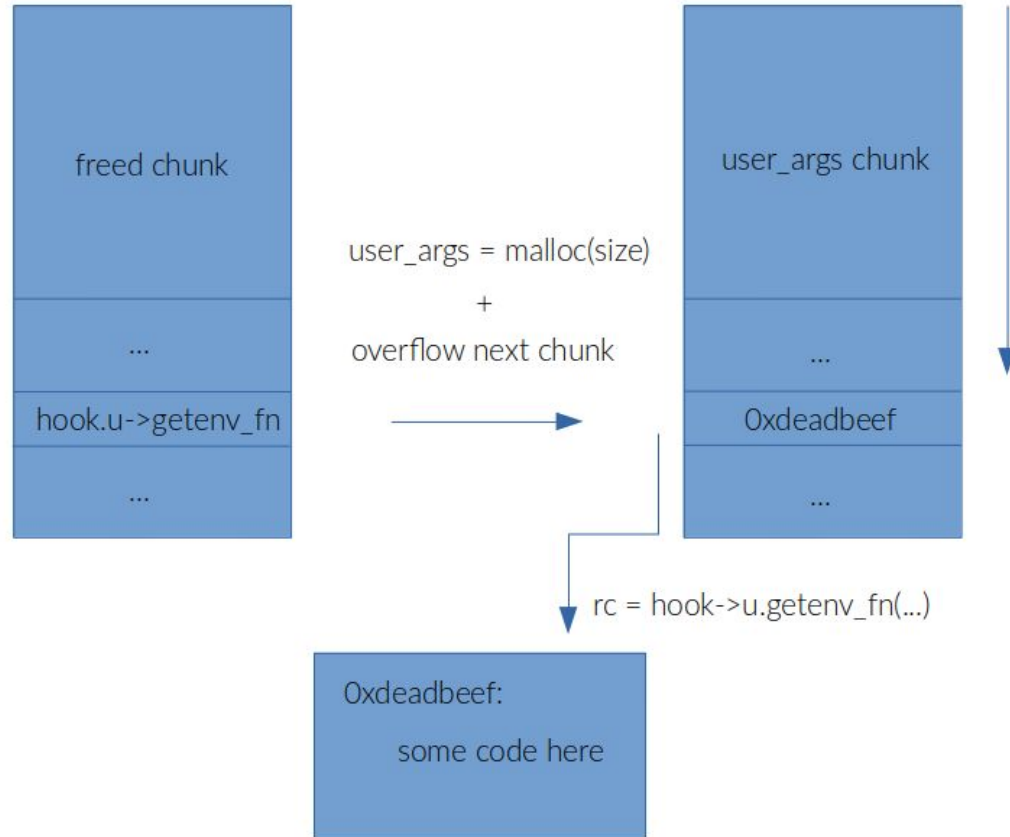 freed chunk
...
hook.u->getenv_fn
...
user_args = malloc(size)
+
overflow next chunk
user_args chunk
...
0xdeadbeef
...
rc = hook->u.getenv_fn(...)
0xdeadbeef:
some code here